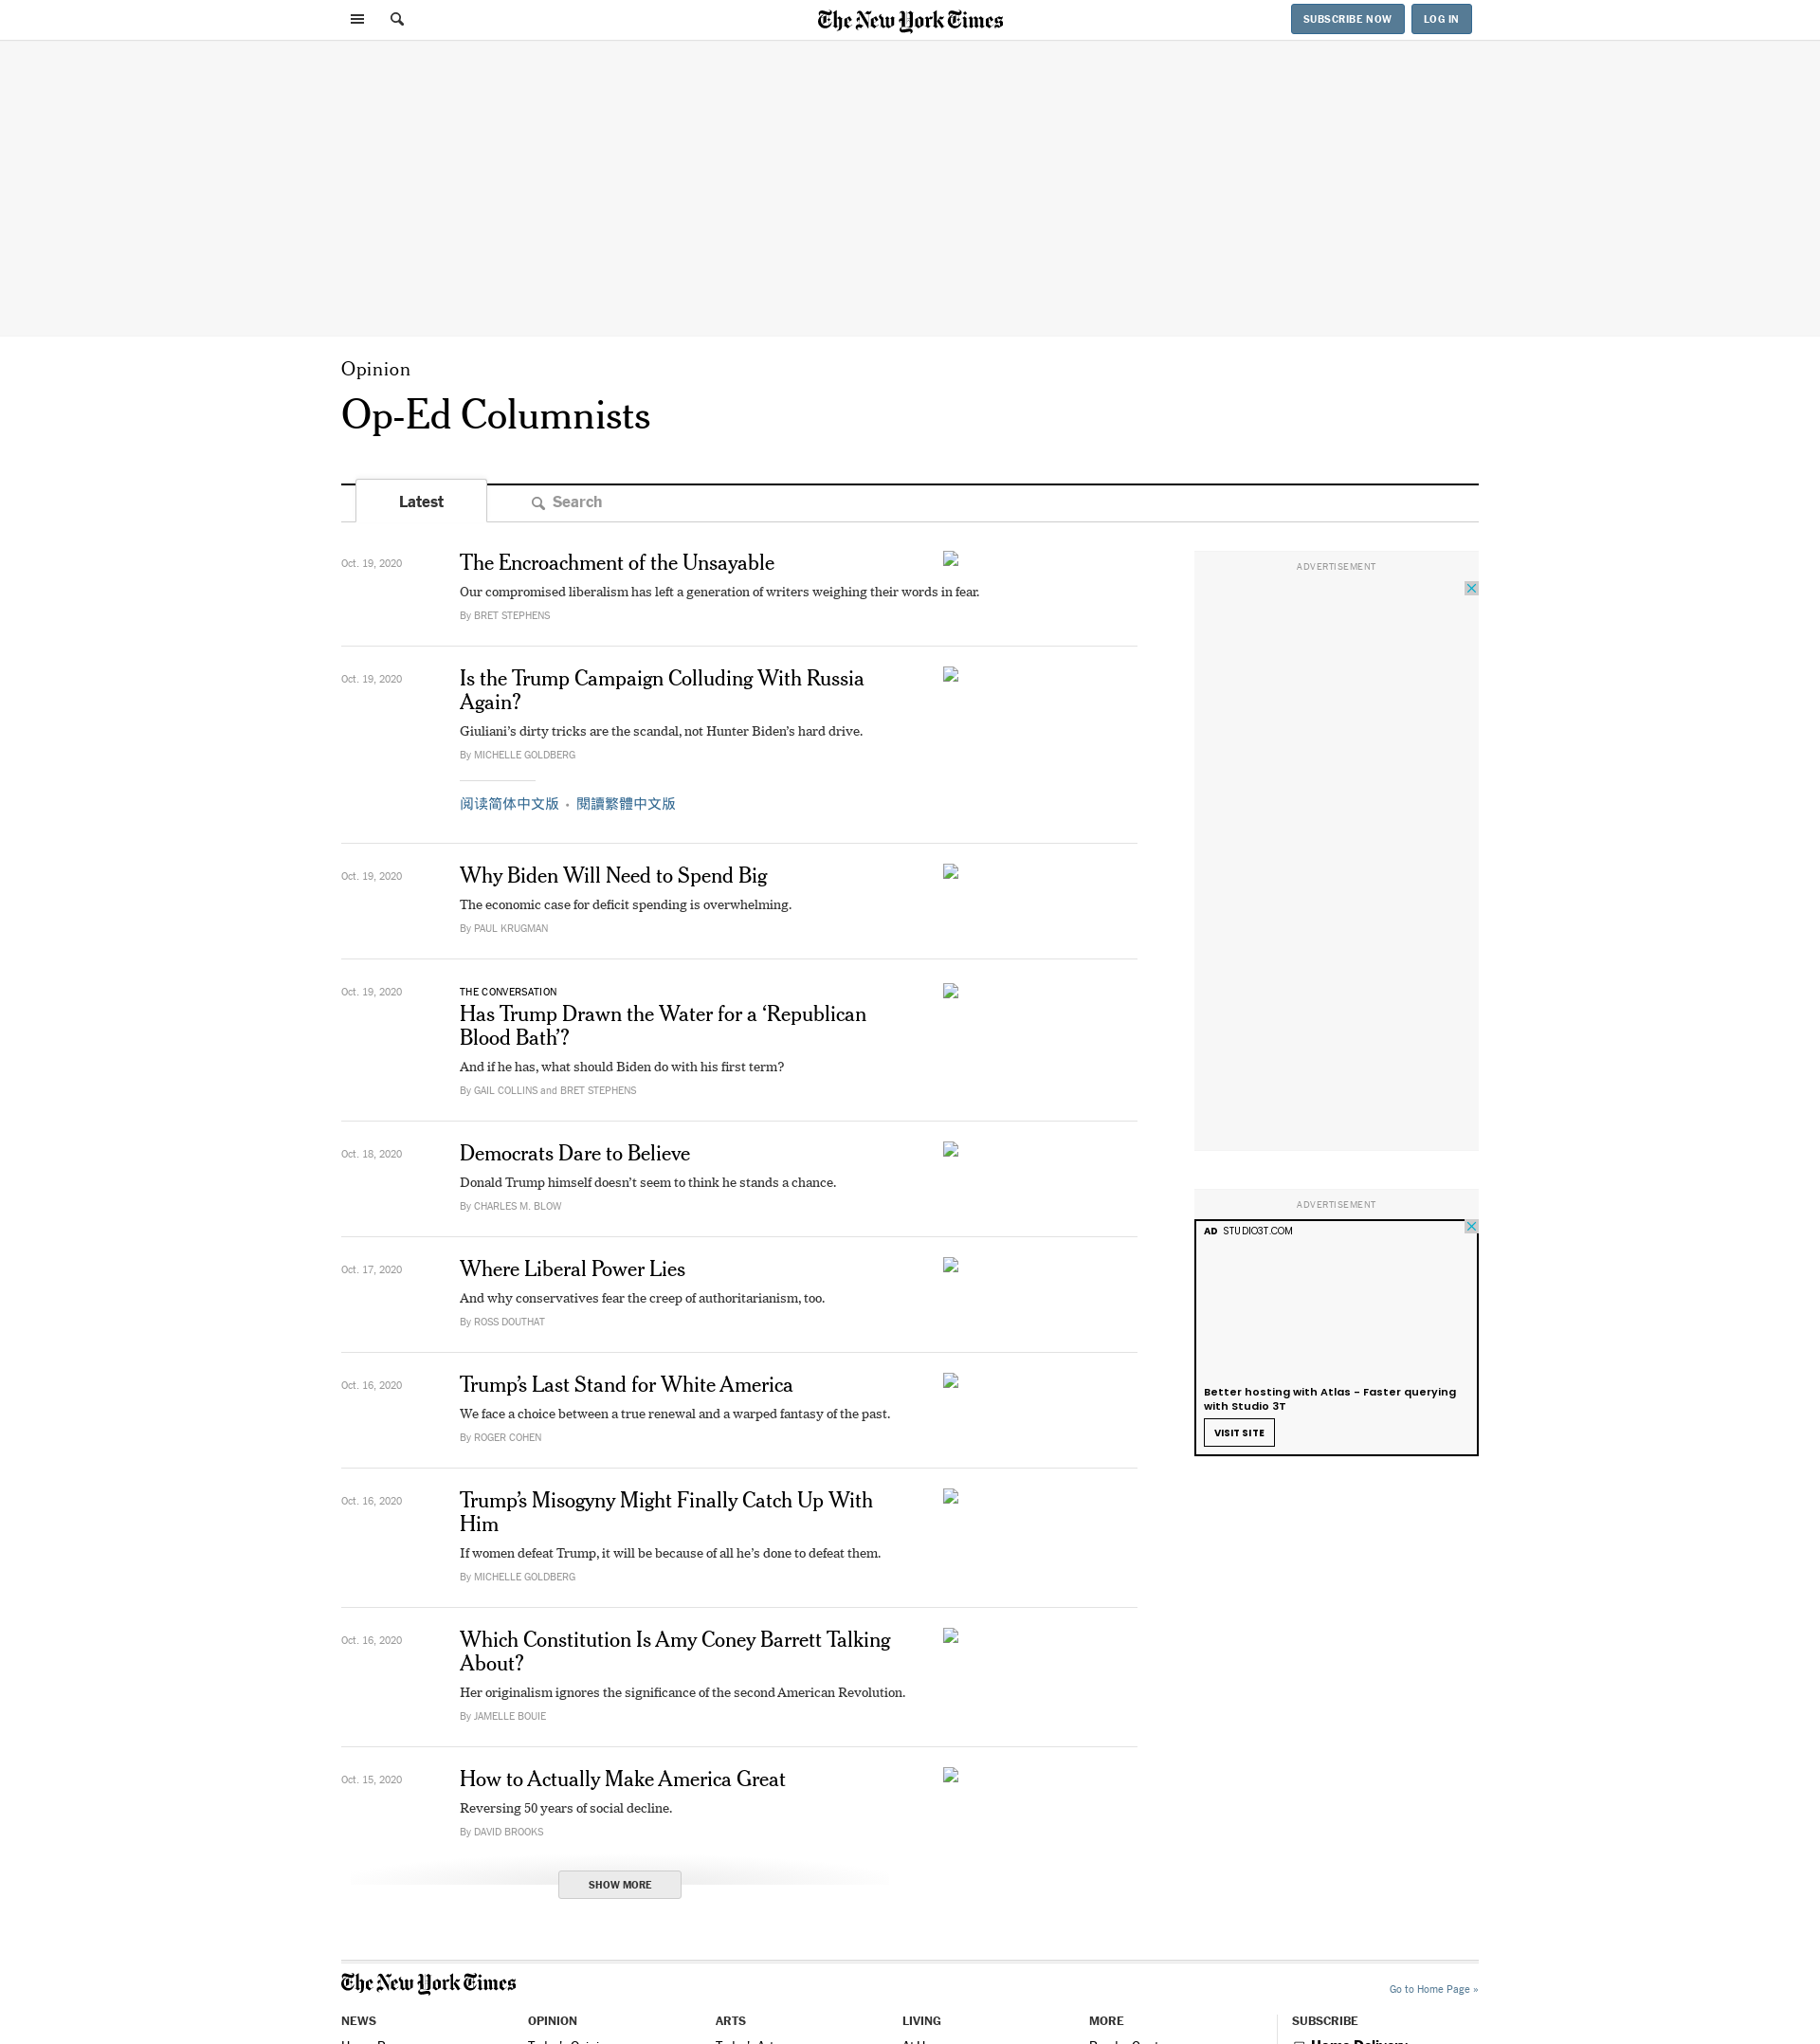 The New York Times
SUBSCRIBE NOW
LOG IN
Opinion
Op-Ed Columnists
Latest
Search
Oct. 19, 2020
The Encroachment of the Unsayable
Our compromised liberalism has left a generation of writers weighing their words in fear.
By BRET STEPHENS
Oct. 19, 2020
Is the Trump Campaign Colluding With Russia
Again?
Giuliani’s dirty tricks are the scandal, not Hunter Biden’s hard drive.
By MICHELLE GOLDBERG
阅读简体中文版 • 閱讀繁體中文版
Oct. 19, 2020
Why Biden Will Need to Spend Big
The economic case for deficit spending is overwhelming.
By PAUL KRUGMAN
Oct. 19, 2020
THE CONVERSATION
Has Trump Drawn the Water for a ‘Republican
Blood Bath’?
And if he has, what should Biden do with his first term?
By GAIL COLLINS and BRET STEPHENS
Oct. 18, 2020
Democrats Dare to Believe
Donald Trump himself doesn’t seem to think he stands a chance.
By CHARLES M. BLOW
Oct. 17, 2020
Where Liberal Power Lies
And why conservatives fear the creep of authoritarianism, too.
By ROSS DOUTHAT
Oct. 16, 2020
Trump’s Last Stand for White America
We face a choice between a true renewal and a warped fantasy of the past.
By ROGER COHEN
Oct. 16, 2020
Trump’s Misogyny Might Finally Catch Up With
Him
If women defeat Trump, it will be because of all he’s done to defeat them.
By MICHELLE GOLDBERG
Oct. 16, 2020
Which Constitution Is Amy Coney Barrett Talking
About?
Her originalism ignores the significance of the second American Revolution.
By JAMELLE BOUIE
Oct. 15, 2020
How to Actually Make America Great
Reversing 50 years of social decline.
By DAVID BROOKS
SHOW MORE
ADVERTISEMENT
ADVERTISEMENT
AD STUDIO3T.COM
Better hosting with Atlas - Faster querying
with Studio 3T
VISIT SITE
The New York Times
Go to Home Page »
NEWS
OPINION
ARTS
LIVING
MORE
SUBSCRIBE
Home Delivery